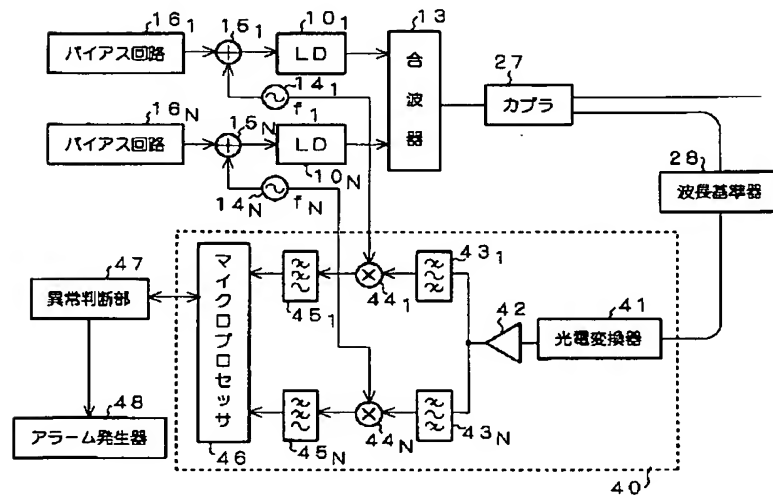 16₁
バイアス回路
15₁
10₁
LD
14₁
f₁
13
合波器
27
カプラ
16N
バイアス回路
15N
LD
10N
14N
fN
28
波長基準器
47
異常判断部
マイクロプロセッサ
46
45₁
44₁
43₁
42
41
光電変換器
48
アラーム発生器
45N
44N
43N
40